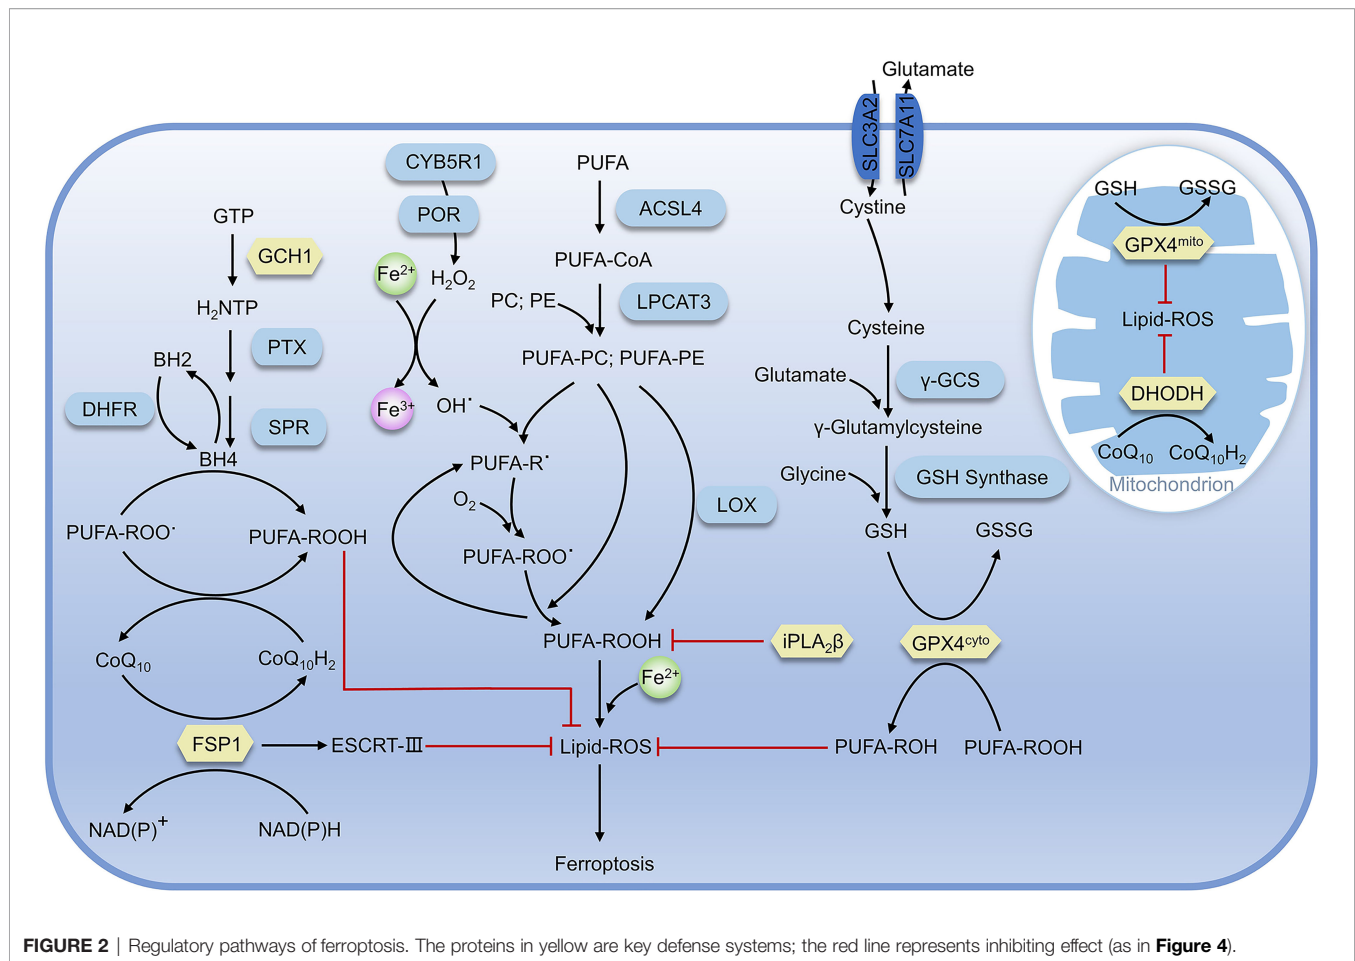 Glutamate
SLC3A2
SLC7A11
CYB5R1
PUFA
GSH
GSSG
Cystine
ACSL4
POR
GTP
GPX4mito
GCH1
PUFA-CoA
Fe2+
H2O2
PC; PE
LPCAT3
H2NTP
Lipid-ROS
Cysteine
PTX
BH2
PUFA-PC; PUFA-PE
Glutamate
γ-GCS
DHODH
DHFR
Fe3+
OH·
SPR
γ-Glutamylcysteine
BH4
CoQ10
CoQ10H2
PUFA-R·
Glycine
GSH Synthase
Mitochondrion
O2
LOX
PUFA-ROO·
PUFA-ROOH
GSH
GSSG
PUFA-ROO·
PUFA-ROOH
iPLA2β
GPX4cyto
CoQ10
CoQ10H2
Fe2+
FSP1
ESCRT-III
Lipid-ROS
PUFA-ROH
PUFA-ROOH
NAD(P)+
NAD(P)H
Ferroptosis
FIGURE 2 | Regulatory pathways of ferroptosis. The proteins in yellow are key defense systems; the red line represents inhibiting effect (as in Figure 4).